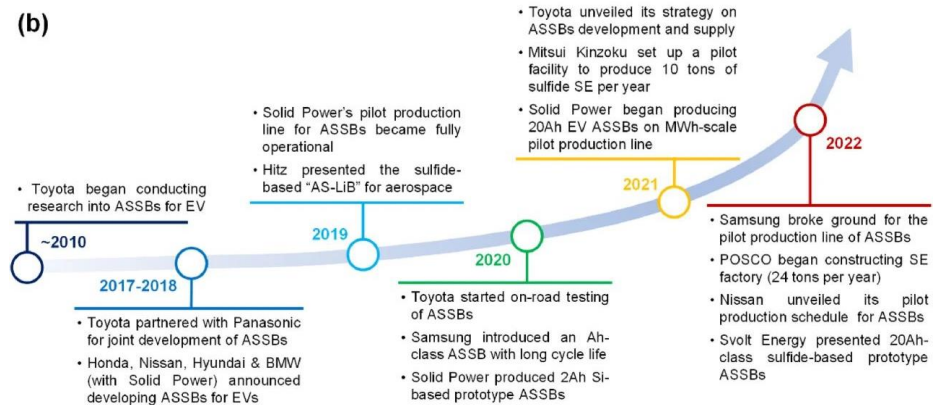 (b)
• Toyota began conducting
research into ASSBs for EV
~2010
2017-2018
• Toyota partnered with Panasonic
for joint development of ASSBs
• Honda, Nissan, Hyundai & BMW
(with Solid Power) announced
developing ASSBs for EVs
• Solid Power's pilot production
line for ASSBs became fully
operational
• Hitz presented the sulfide-
based "AS-LiB" for aerospace
2019
2020
• Toyota started on-road testing
of ASSBs
• Samsung introduced an Ah-
class ASSB with long cycle life
• Solid Power produced 2Ah Si-
based prototype ASSBs
• Toyota unveiled its strategy on
ASSBs development and supply
• Mitsui Kinzoku set up a pilot
facility to produce 10 tons of
sulfide SE per year
• Solid Power began producing
20Ah EV ASSBs on MWh-scale
pilot production line
2021
2022
• Samsung broke ground for the
pilot production line of ASSBs
• POSCO began constructing SE
factory (24 tons per year)
• Nissan unveiled its pilot
production schedule for ASSBs
• Svolt Energy presented 20Ah-
class sulfide-based prototype
ASSBs